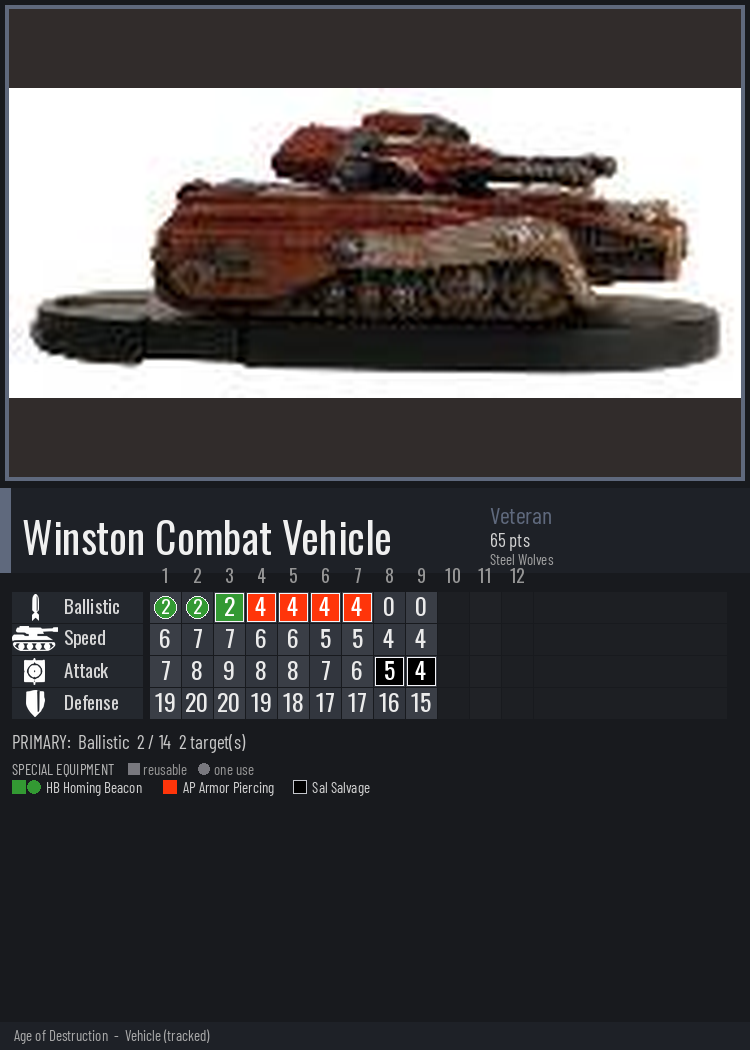 Winston Combat Vehicle
Veteran
65 pts
Steel Wolves
1 2 3 4 5 6 7 8 9 10 11 12
Ballistic 2 2 2 4 4 4 4 0 0
Speed 6 7 7 6 6 5 5 4 4
Attack 7 8 9 8 8 7 6 5 4
Defense 19 20 20 19 18 17 17 16 15
PRIMARY: Ballistic 2 / 14 2 target(s)
SPECIAL EQUIPMENT reusable one use
HB Homing Beacon AP Armor Piercing Sal Salvage
Age of Destruction - Vehicle (tracked)